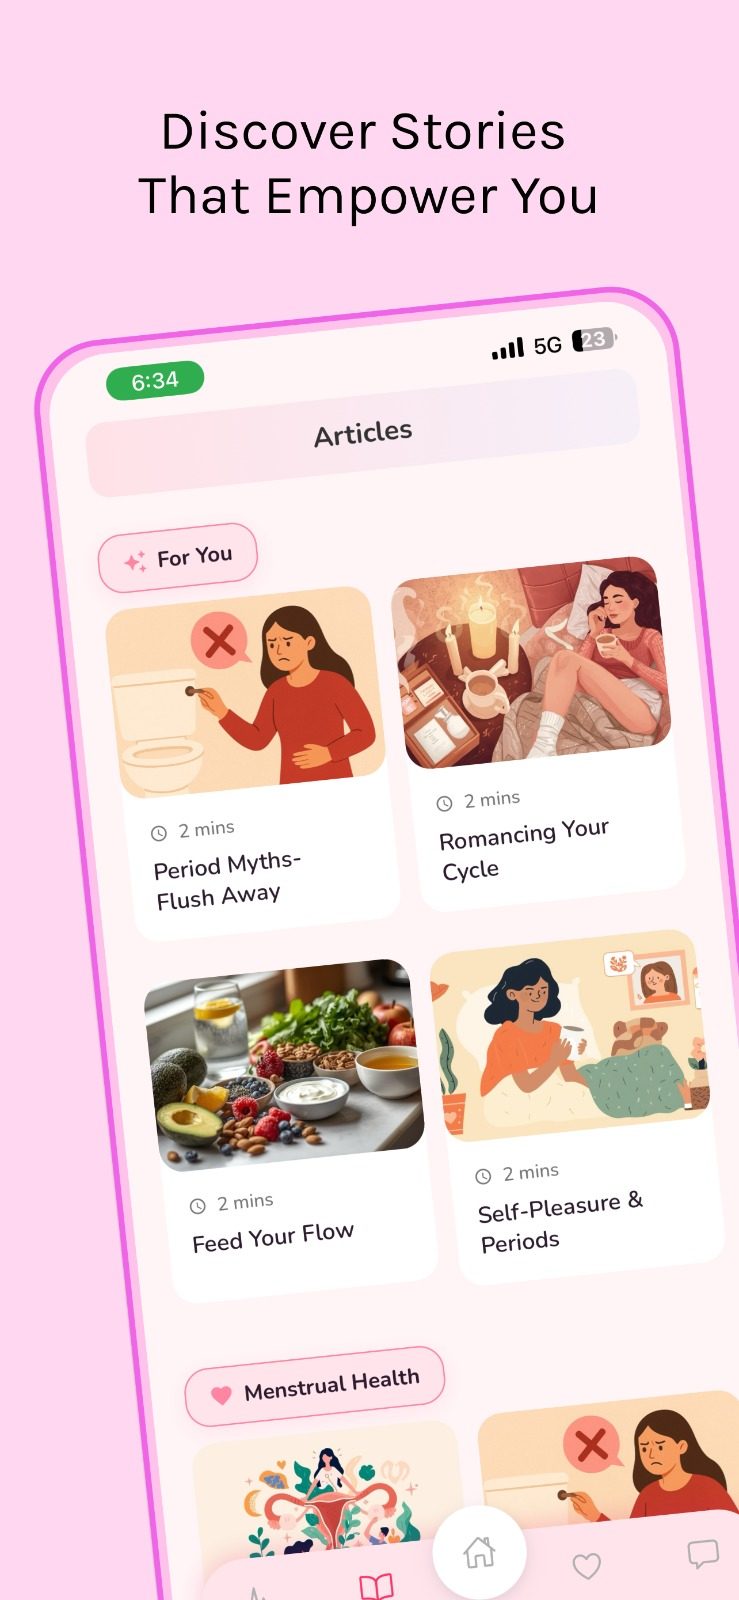 Discover Stories
That Empower You
6:34
5G
23
Articles
For You
2 mins
Period Myths-
Flush Away
2 mins
Romancing Your
Cycle
2 mins
Feed Your Flow
2 mins
Self-Pleasure &
Periods
Menstrual Health